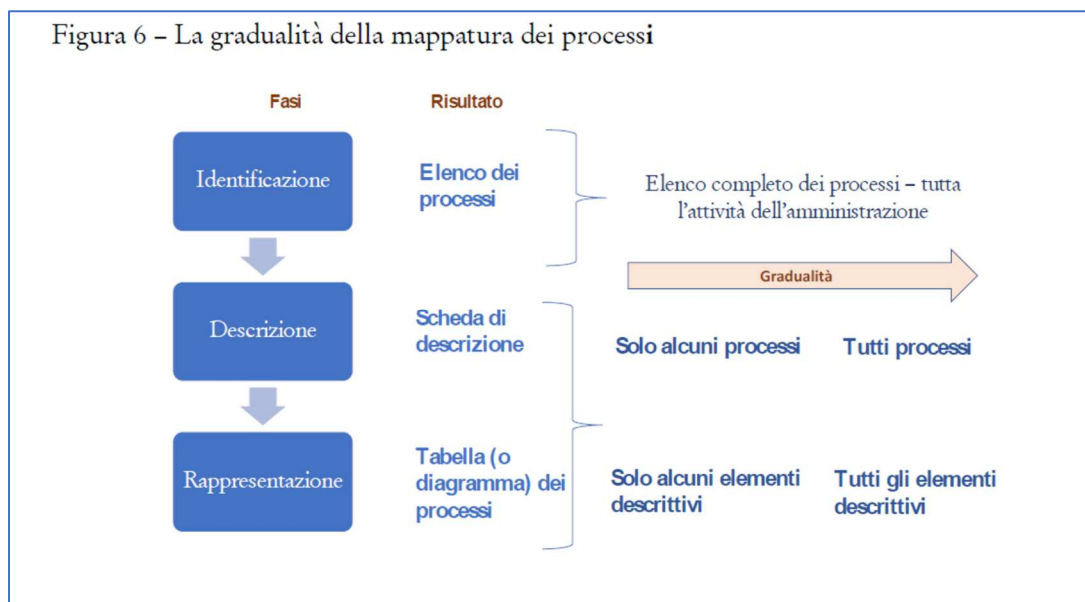 Figura 6 – La gradualità della mappatura dei processi
Fasi
Risultato
Identificazione
Elenco dei
processi
Elenco completo dei processi – tutta
l'attività dell'amministrazione
Gradualità
Descrizione
Scheda di
descrizione
Solo alcuni processi
Tutti processi
Rappresentazione
Tabella (o
diagramma) dei
processi
Solo alcuni elementi
descrittivi
Tutti gli elementi
descrittivi